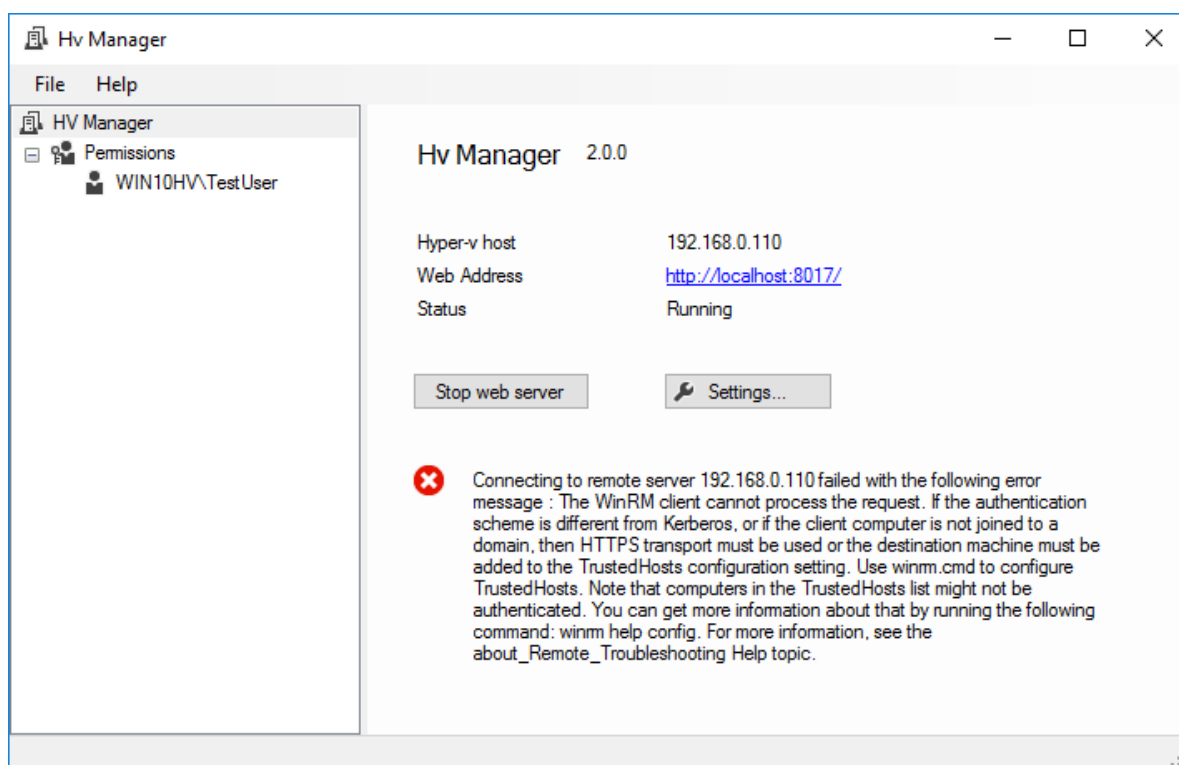 Hv Manager
File Help
HV Manager
Permissions
WIN10HV\TestUser
Hv Manager 2.0.0
Hyper-v host 192.168.0.110
Web Address http://localhost:8017/
Status Running
Stop web server Settings...
Connecting to remote server 192.168.0.110 failed with the following error
message : The WinRM client cannot process the request. If the authentication
scheme is different from Kerberos, or if the client computer is not joined to a
domain, then HTTPS transport must be used or the destination machine must be
added to the TrustedHosts configuration setting. Use winrm.cmd to configure
TrustedHosts. Note that computers in the TrustedHosts list might not be
authenticated. You can get more information about that by running the following
command: winrm help config. For more information, see the
about_Remote_Troubleshooting Help topic.